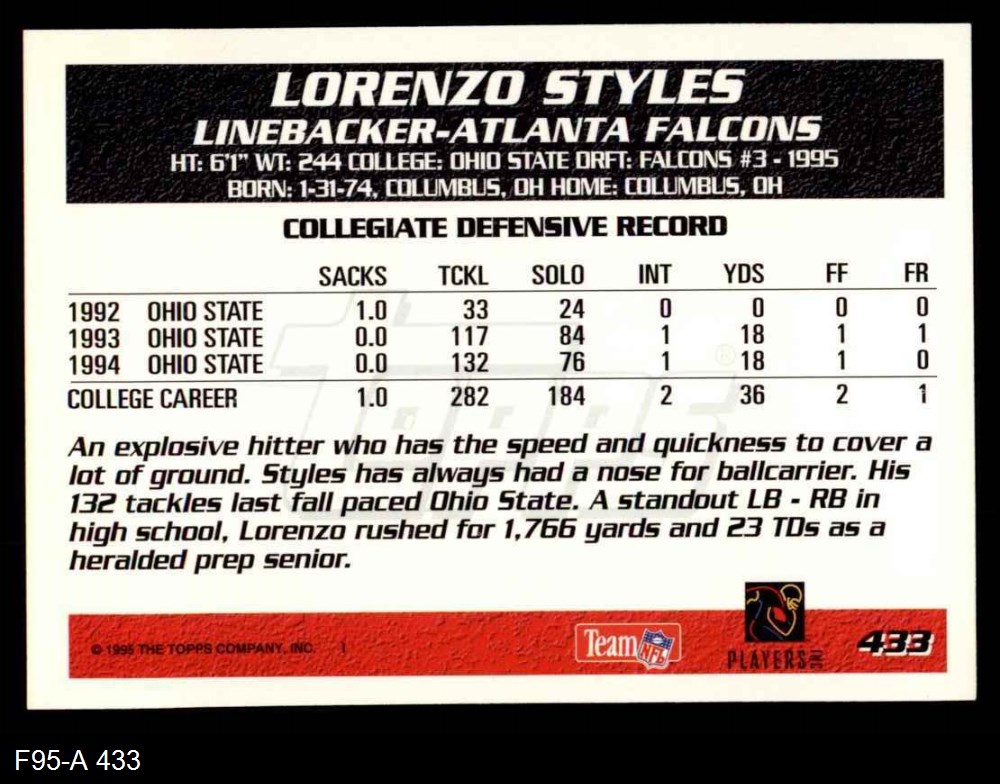 LORENZO STYLES
LINEBACKER-ATLANTA FALCONS
HT: 6'1" WT: 244 COLLEGE: OHIO STATE DRFT: FALCONS #3 - 1995
BORN: 1-31-74, COLUMBUS, OH HOME: COLUMBUS, OH
COLLEGIATE DEFENSIVE RECORD
SACKS TCKL SOLO INT YDS FF FR
1992 OHIO STATE 1.0 33 24 0 0 0 0
1993 OHIO STATE 0.0 117 84 1 18 1 1
1994 OHIO STATE 0.0 132 76 1 18 1 0
COLLEGE CAREER 1.0 282 184 2 36 2 1
Topps ®
An explosive hitter who has the speed and quickness to cover a
lot of ground. Styles has always had a nose for ballcarrier. His
132 tackles last fall paced Ohio State. A standout LB - RB in
high school, Lorenzo rushed for 1,766 yards and 23 TDs as a
heralded prep senior.
© 1995 THE TOPPS COMPANY, INC. 1
Team NFL
PLAYERS INC
433
F95-A 433